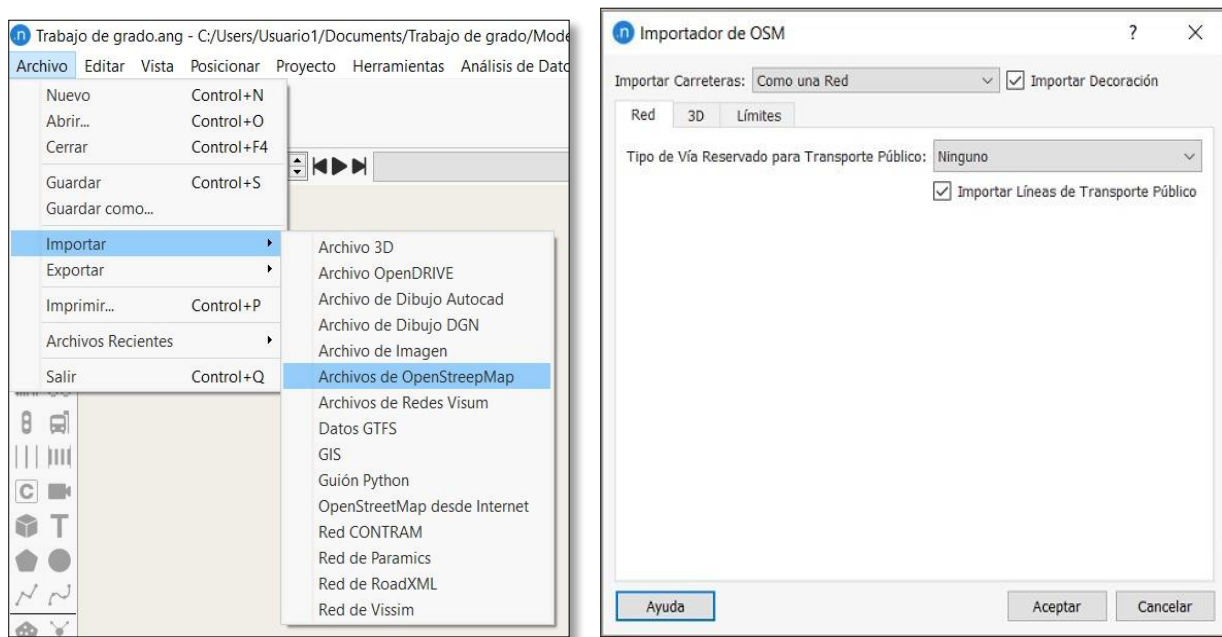 Trabajo de grado.ang - C:/Users/Usuario1/Documents/Trabajo de grado/Mode
Archivo Editar Vista Posicionar Proyecto Herramientas Análisis de Dato
Nuevo Control+N
Abrir... Control+O
Cerrar Control+F4
Guardar Control+S
Guardar como...
Importar
Exportar
Imprimir... Control+P
Archivos Recientes
Salir Control+Q
Archivo 3D
Archivo OpenDRIVE
Archivo de Dibujo Autocad
Archivo de Dibujo DGN
Archivo de Imagen
Archivos de OpenStreepMap
Archivos de Redes Visum
Datos GTFS
GIS
Guión Python
OpenStreetMap desde Internet
Red CONTRAM
Red de Paramics
Red de RoadXML
Red de Vissim
C
T
Importador de OSM ?
Importar Carreteras: Como una Red Importar Decoración
Red 3D Límites
Tipo de Vía Reservado para Transporte Público: Ninguno
Importar Líneas de Transporte Público
Ayuda Aceptar Cancelar